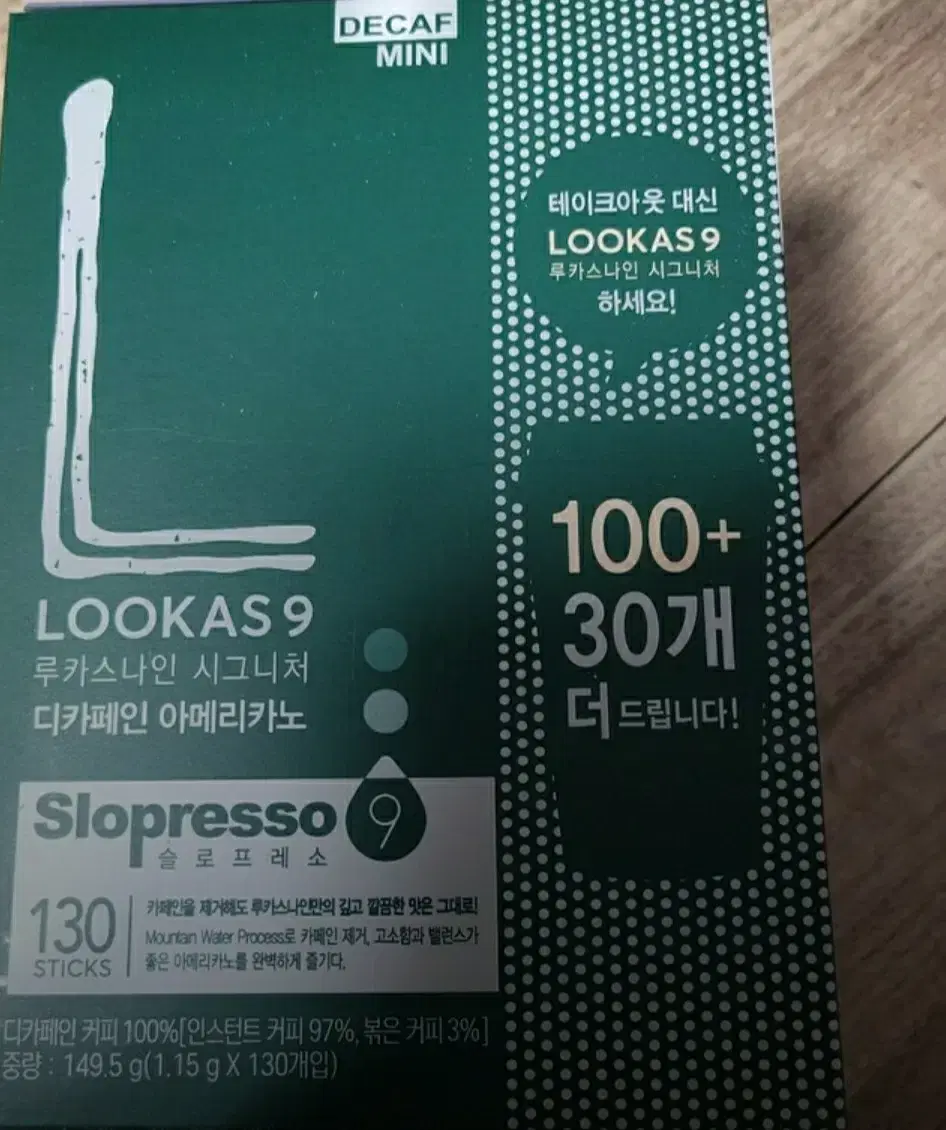 DECAF
MINI
테이크아웃 대신
LOOKAS9
루카스나인 시그니처
하세요!
100+
30개
더 드립니다!
LOOKAS9
루카스나인 시그니처
디카페인 아메리카노
Slopresso 9
슬로프레소
130
STICKS
카페인을 제거해도 루카스나인만의 깊고 깔끔한 맛은 그대로!
Mountain Water Process로 카페인 제거, 고소함과 밸런스가
좋은 아메리카노를 완벽하게 즐기다.
디카페인 커피 100%[인스턴트 커피 97%, 볶은 커피 3%]
중량 : 149.5 g(1.15 g X 130개입)